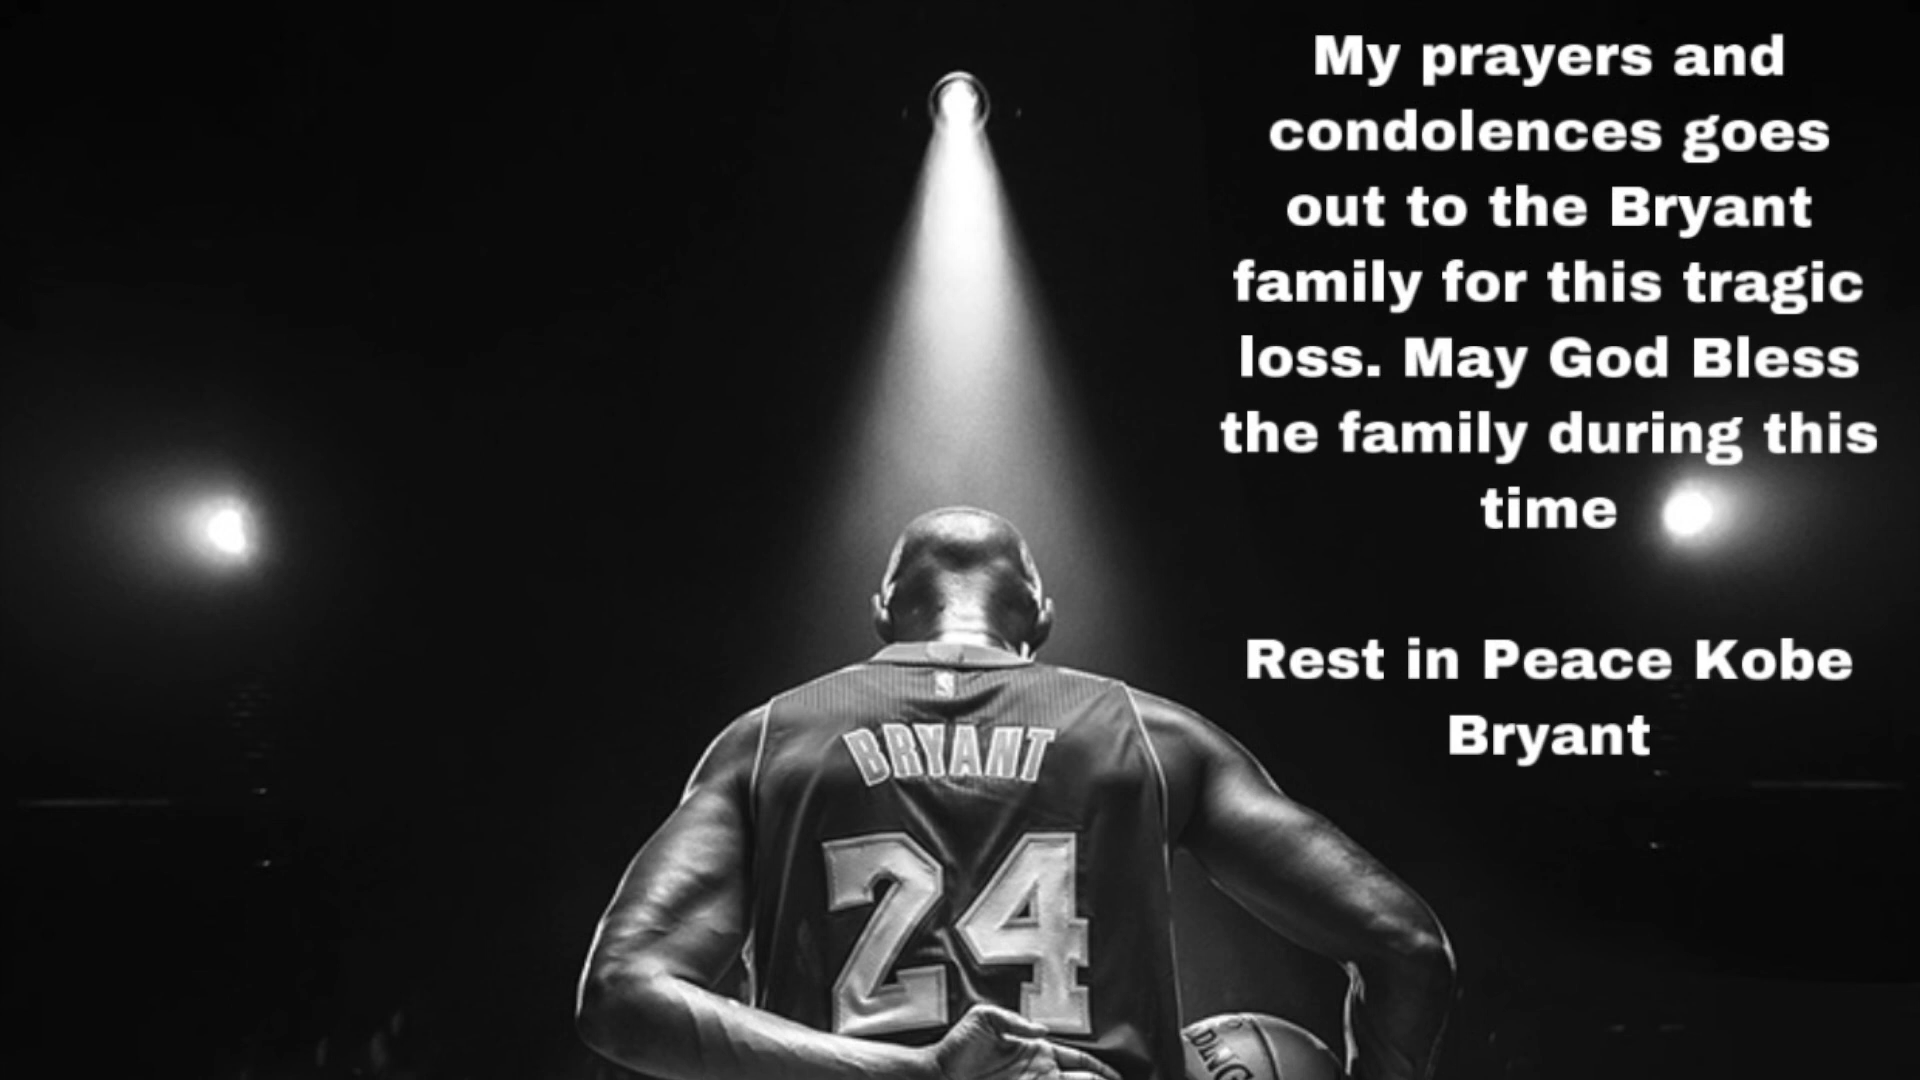 My prayers and
condolences goes
out to the Bryant
family for this tragic
loss. May God Bless
the family during this
time
Rest in Peace Kobe
Bryant
BRYANT
24